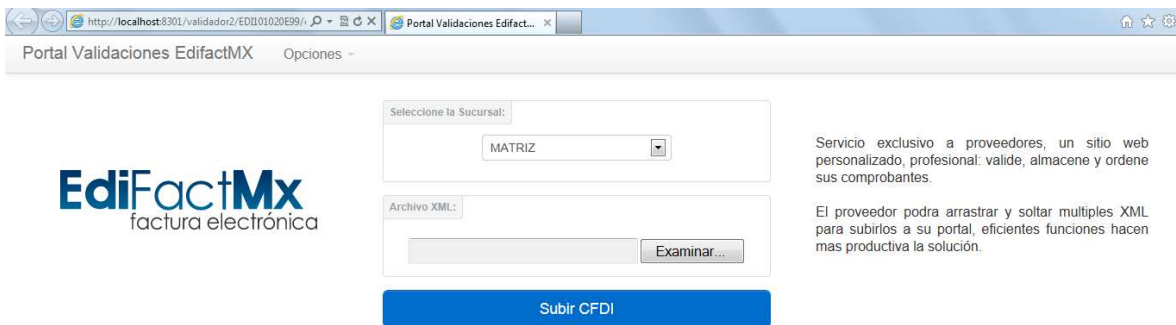 http://localhost:8301/validador2/EDI101020E99/
Portal Validaciones Edifact...
Portal Validaciones EdifactMX
Opciones
Seleccione la Sucursal:
MATRIZ
EdiFactMx
factura electrónica
Archivo XML:
Examinar...
Subir CFDI
Servicio exclusivo a proveedores, un sitio web
personalizado, profesional: valide, almacene y ordene
sus comprobantes.
El proveedor podra arrastrar y soltar multiples XML
para subirlos a su portal, eficientes funciones hacen
mas productiva la solución.